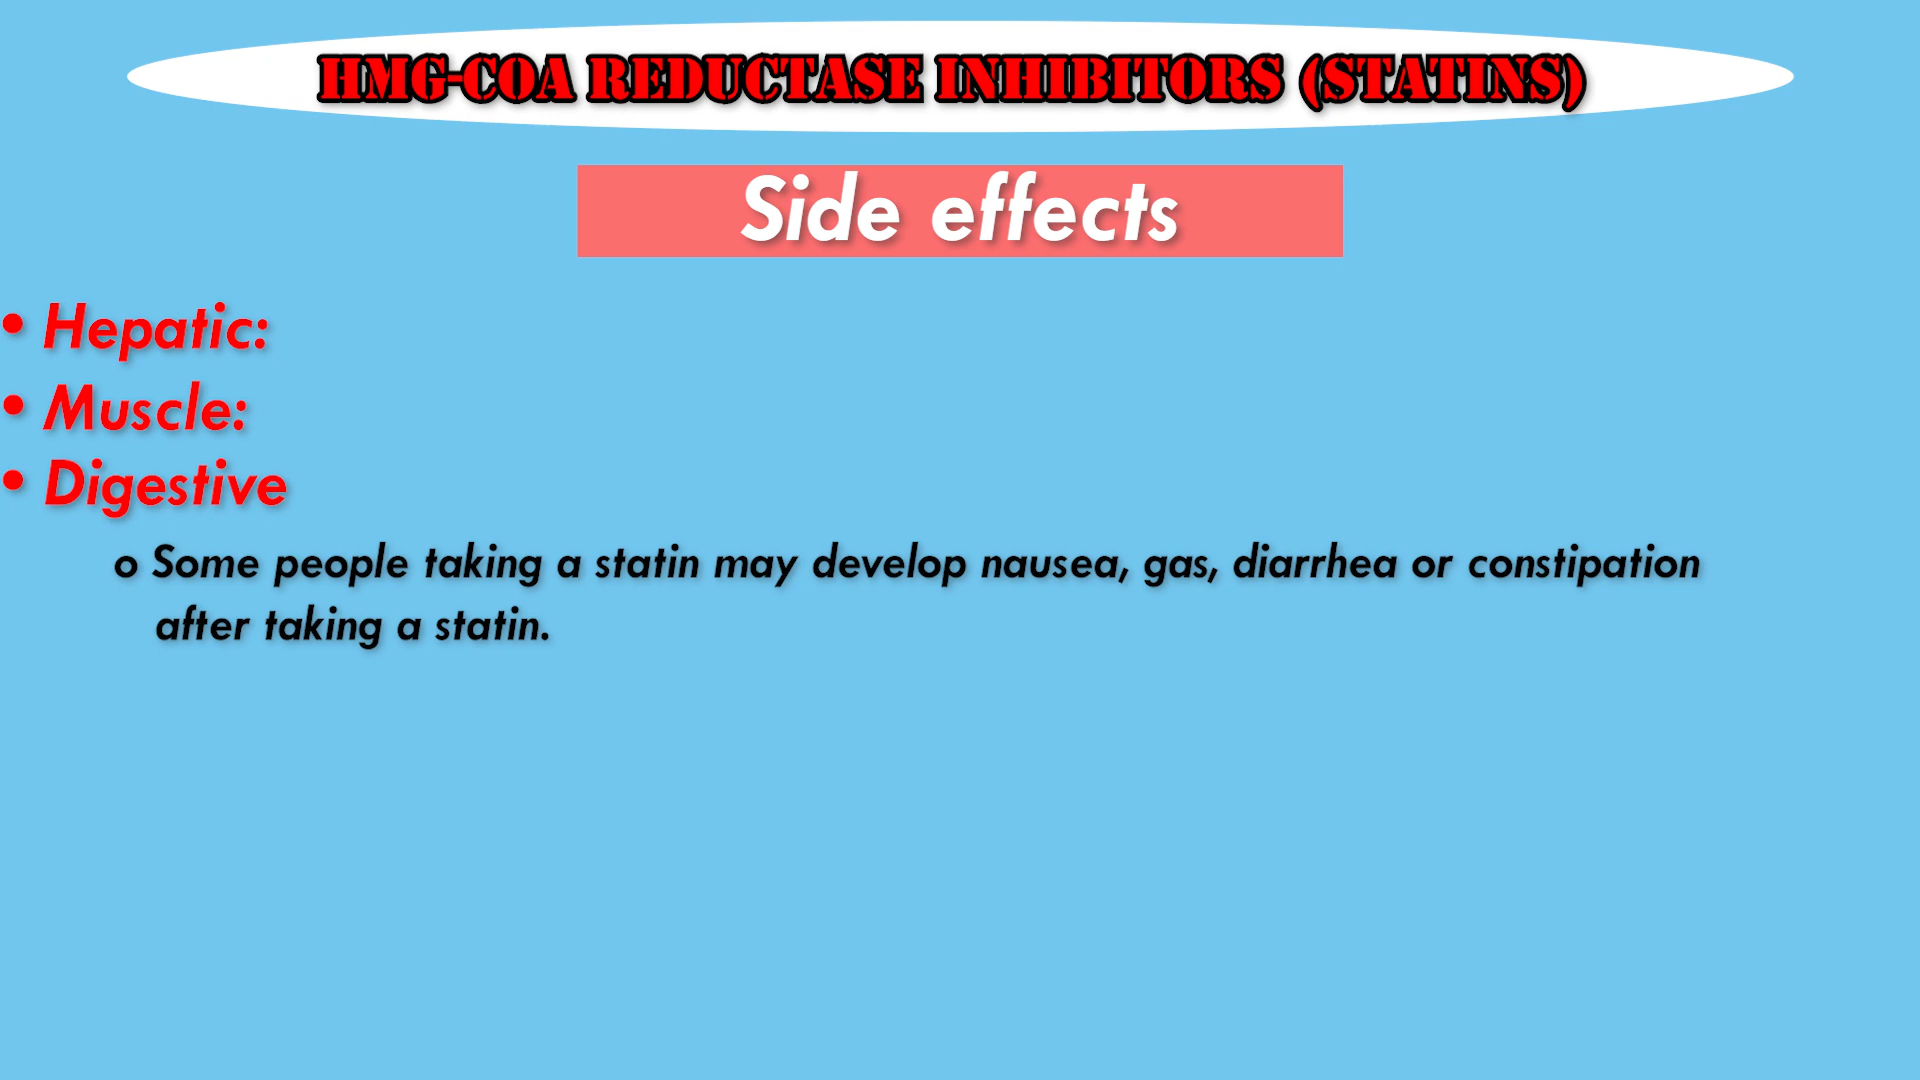 HMG-COA REDUCTASE INHIBITORS (STATINS)
Side effects
• Hepatic:
• Muscle:
• Digestive
o Some people taking a statin may develop nausea, gas, diarrhea or constipation
after taking a statin.